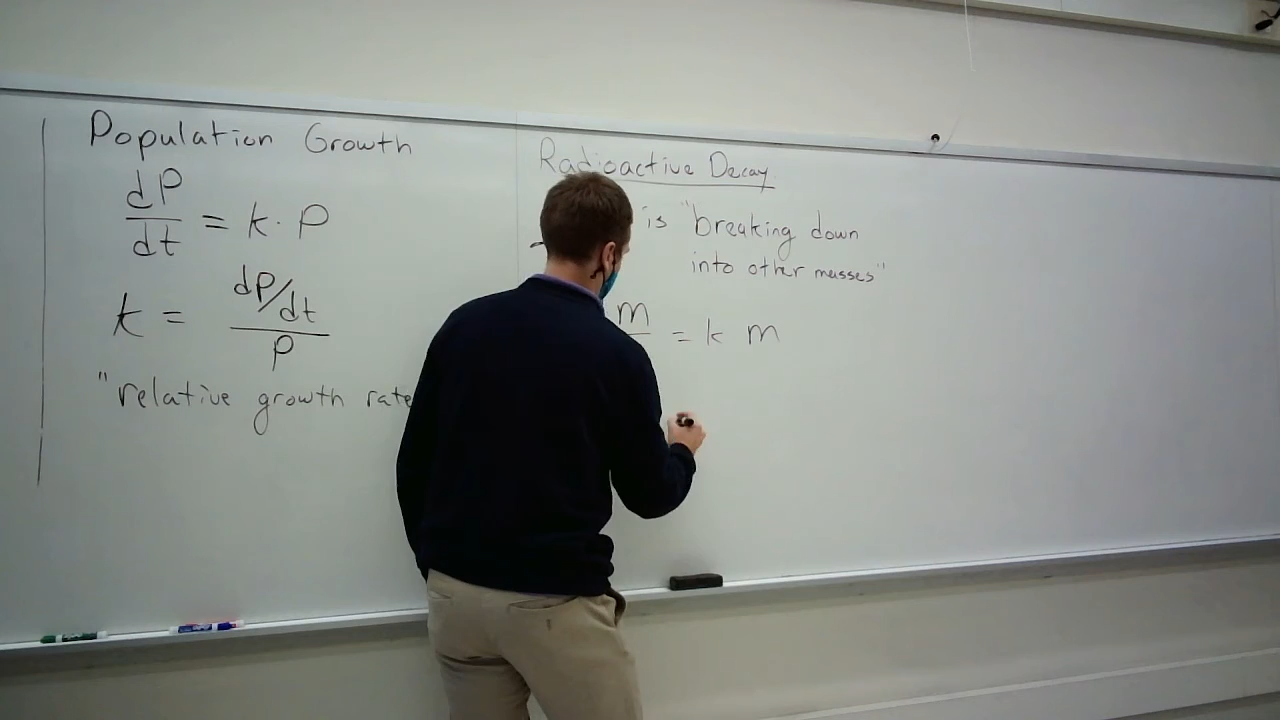 Population Growth
dP
dt = k · P
k = dP/dt
P
"relative growth rate
Radioactive Decay
is "breaking down
into other masses"
m = k m